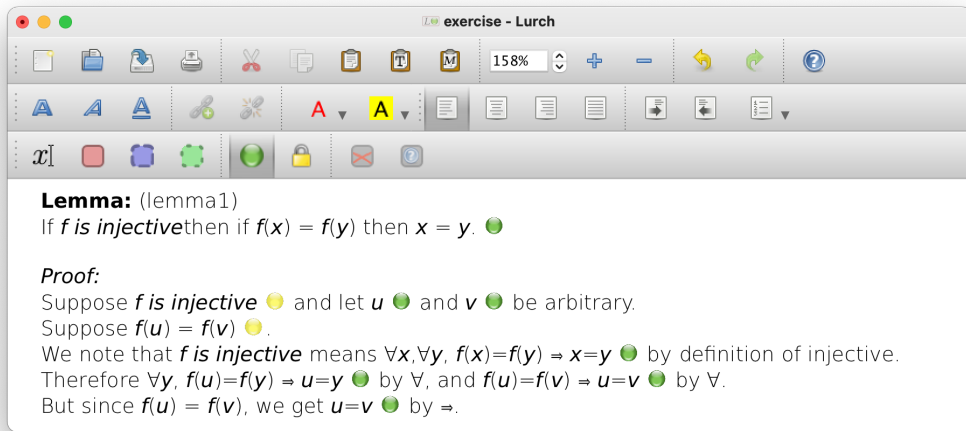 exercise - Lurch
158%
Lemma: (lemma1)
If f is injectivethen if f(x) = f(y) then x = y.
Proof:
Suppose f is injective and let u and v be arbitrary.
Suppose f(u) = f(v) .
We note that f is injective means ∀x,∀y, f(x)=f(y) ⇒ x=y by definition of injective.
Therefore ∀y, f(u)=f(y) ⇒ u=y by ∀, and f(u)=f(v) ⇒ u=v by ∀.
But since f(u) = f(v), we get u=v by ⇒.